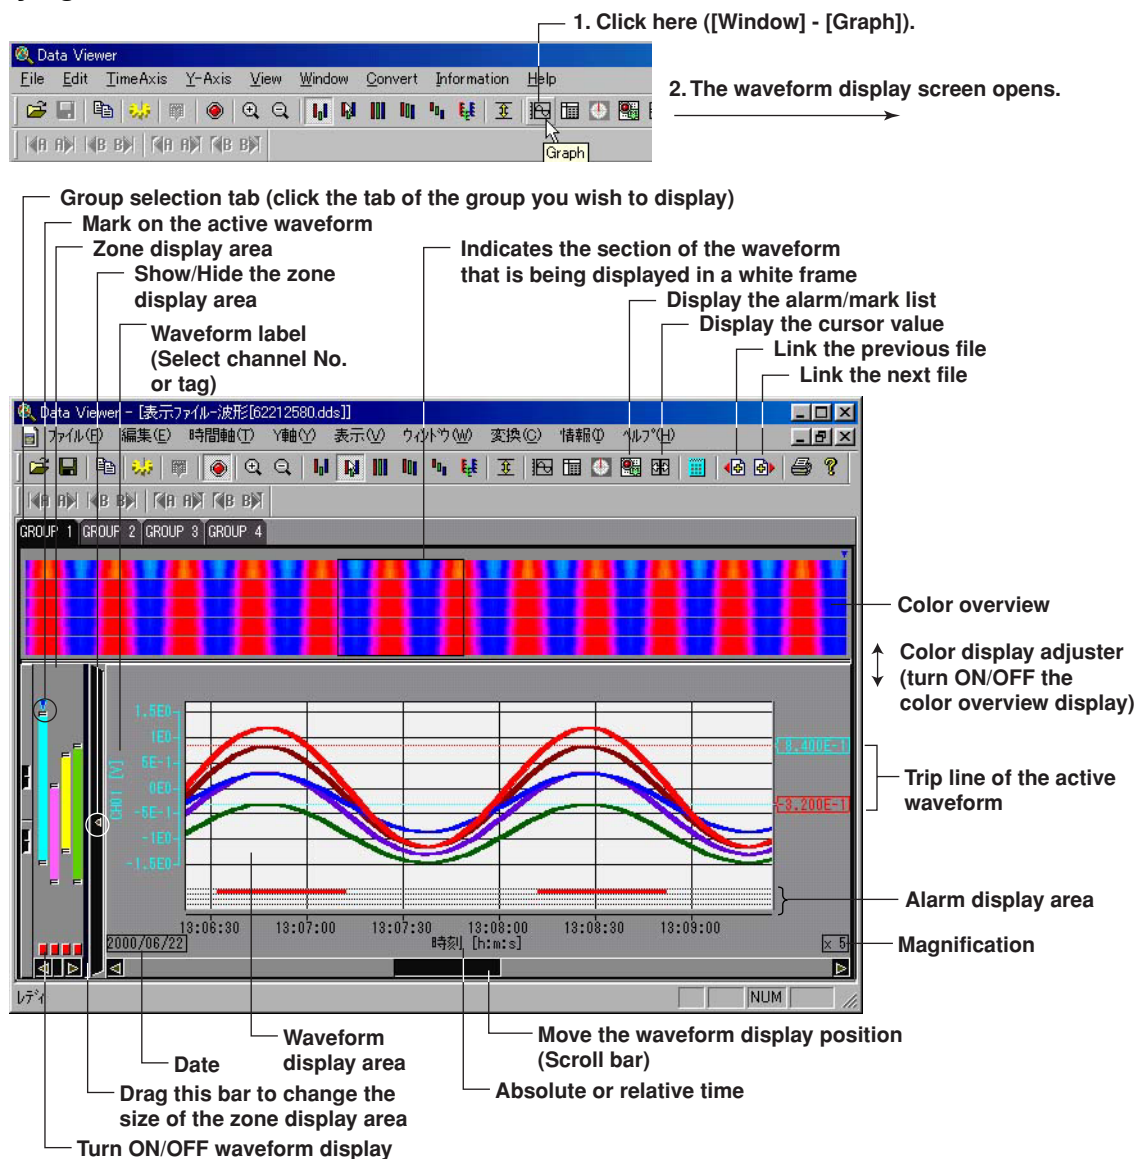 1. Click here ([Window] - [Graph]).
Data Viewer
File Edit TimeAxis Y-Axis View Window Convert Information Help
2. The waveform display screen opens.
Graph
Group selection tab (click the tab of the group you wish to display)
Mark on the active waveform
Zone display area
Show/Hide the zone
display area
Waveform label
(Select channel No.
or tag)
Indicates the section of the waveform
that is being displayed in a white frame
Display the alarm/mark list
Display the cursor value
Link the previous file
Link the next file
Data Viewer - [表示ファイル-波形[62212580.dds]]
ファイル(F) 編集(E) 時間軸(T) Y軸(Y) 表示(V) ウィンドウ(W) 変換(C) 情報(I) ヘルプ(H)
GROUP 1 GROUP 2 GROUP 3 GROUP 4
Color overview
Color display adjuster
(turn ON/OFF the
color overview display)
1.5E0
1E0
5E-1
0E0
-5E-1
-1E0
-1.5E0
CH01 [V]
8.400E-1
-3.200E-1
Trip line of the active
waveform
Alarm display area
13:06:30 13:07:00 13:07:30 13:08:00 13:08:30 13:09:00
2000/06/22 時刻 [h:m:s] x 5
Magnification
レディ NUM
Waveform
display area
Move the waveform display position
(Scroll bar)
Date
Absolute or relative time
Drag this bar to change the
size of the zone display area
Turn ON/OFF waveform display